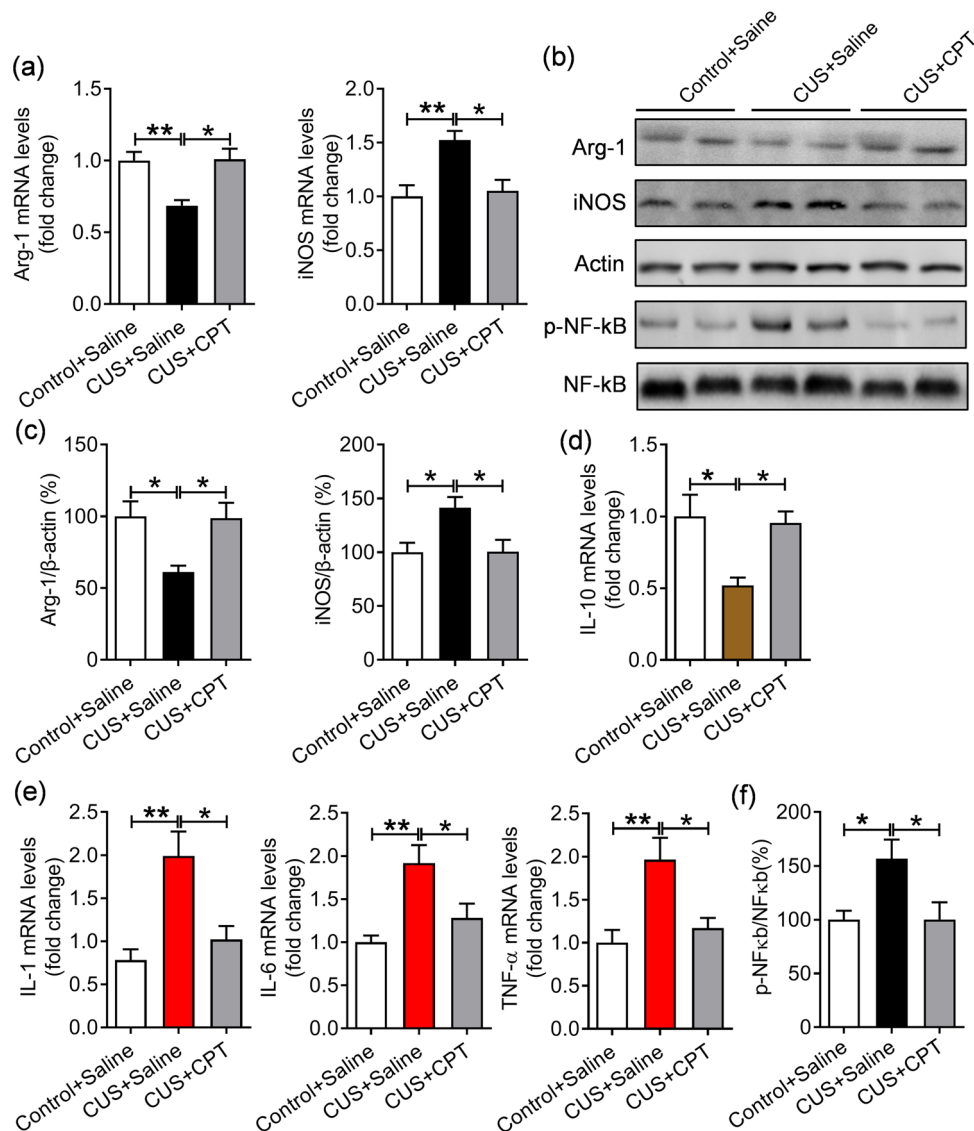 (a)
Arg-1 mRNA levels
(fold change)
1.5
1.0
0.5
0.0
**
*
Control+Saline
CUS+Saline
CUS+CPT
iNOS mRNA levels
(fold change)
2.0
1.5
1.0
0.5
0.0
**
*
Control+Saline
CUS+Saline
CUS+CPT
(b)
Control+Saine
CUS+Saline
CUS+CPT
Arg-1
iNOS
Actin
p-NF-kB
NF-kB
(c)
Arg-1/β-actin (%)
150
100
50
0
*
*
Control+Saline
CUS+Saline
CUS+CPT
iNOS/β-actin (%)
200
150
100
50
0
*
*
Control+Saline
CUS+Saline
CUS+CPT
(d)
IL-10 mRNA levels
(fold change)
1.5
1.0
0.5
0.0
*
*
Control+Saline
CUS+Saline
CUS+CPT
(e)
IL-1 mRNA levels
(fold change)
2.5
2.0
1.5
1.0
0.5
0.0
**
*
Control+Saline
CUS+Saline
CUS+CPT
IL-6 mRNA levels
(fold change)
2.5
2.0
1.5
1.0
0.5
0.0
**
*
Control+Saline
CUS+Saline
CUS+CPT
TNF-α mRNA levels
(fold change)
2.5
2.0
1.5
1.0
0.5
0.0
**
*
Control+Saline
CUS+Saline
CUS+CPT
(f)
p-NFκb/NFκb(%)
200
150
100
50
0
*
*
Control+Saline
CUS+Saline
CUS+CPT